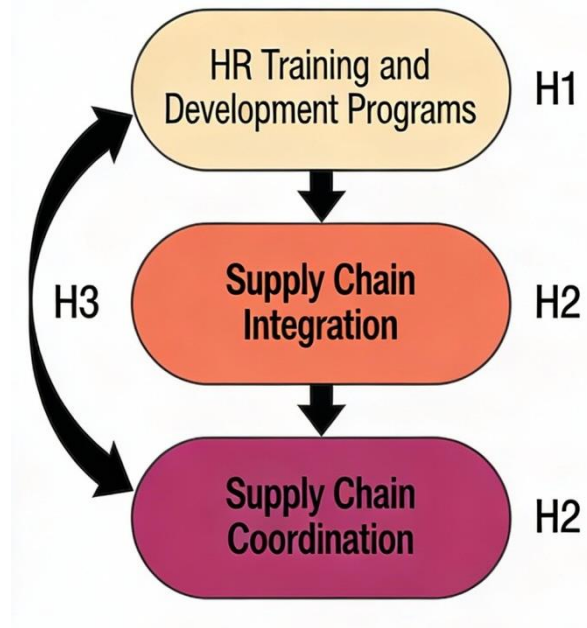 HR Training and
Development Programs
H1
Supply Chain
Integration
H2
H3
Supply Chain
Coordination
H2